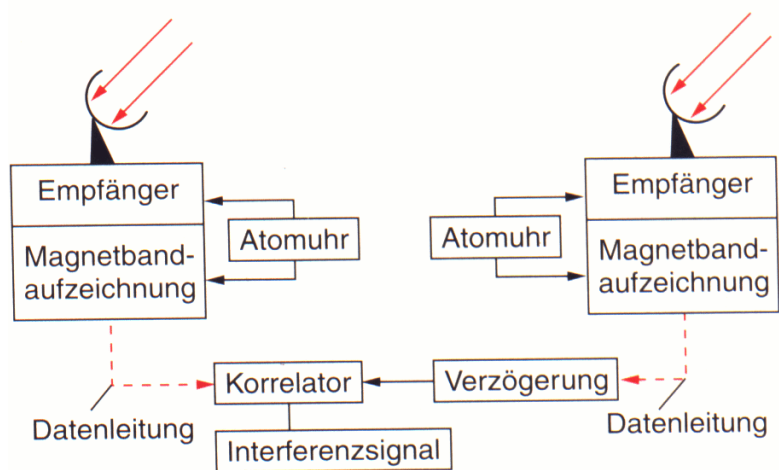 Empfänger
Magnetband-
aufzeichnung
Atomuhr
Atomuhr
Empfänger
Magnetband-
aufzeichnung
Korrelator
Verzögerung
Datenleitung
Interferenzsignal
Datenleitung